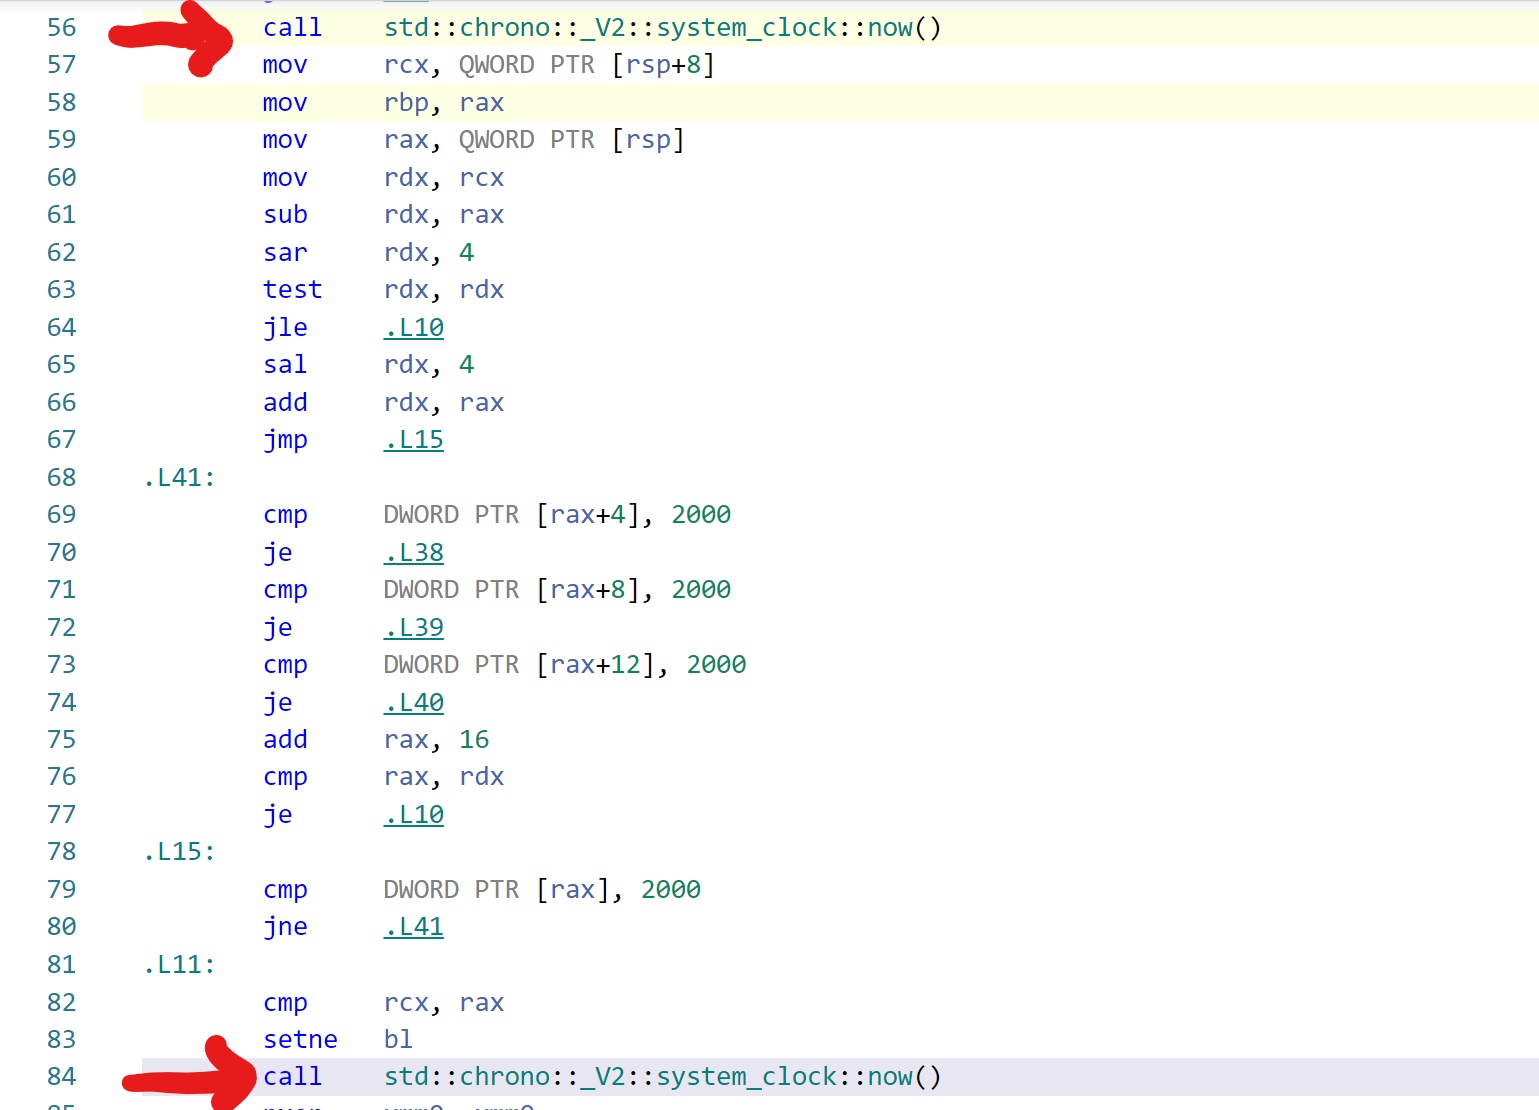 56 call std::chrono::_V2::system_clock::now()
57 mov rcx, QWORD PTR [rsp+8]
58 mov rbp, rax
59 mov rax, QWORD PTR [rsp]
60 mov rdx, rcx
61 sub rdx, rax
62 sar rdx, 4
63 test rdx, rdx
64 jle .L10
65 sal rdx, 4
66 add rdx, rax
67 jmp .L15
68 .L41:
69 cmp DWORD PTR [rax+4], 2000
70 je .L38
71 cmp DWORD PTR [rax+8], 2000
72 je .L39
73 cmp DWORD PTR [rax+12], 2000
74 je .L40
75 add rax, 16
76 cmp rax, rdx
77 je .L10
78 .L15:
79 cmp DWORD PTR [rax], 2000
80 jne .L41
81 .L11:
82 cmp rcx, rax
83 setne bl
84 call std::chrono::_V2::system_clock::now()